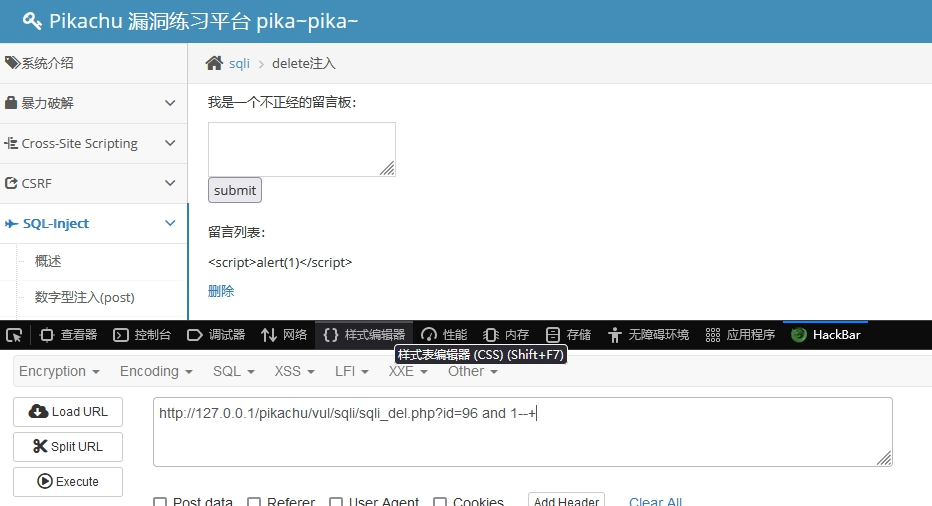 Pikachu 漏洞练习平台 pika~pika~
系统介绍
暴力破解
Cross-Site Scripting
CSRF
SQL-Inject
概述
数字型注入(post)
sqli > delete注入
我是一个不正经的留言板:
submit
留言列表:
<script>alert(1)</script>
删除
查看器 控制台 调试器 网络 样式编辑器 性能 内存 存储 无障碍环境 应用程序 HackBar
样式表编辑器 (CSS) (Shift+F7)
Encryption Encoding SQL XSS LFI XXE Other
Load URL
Split URL
Execute
http://127.0.0.1/pikachu/vul/sqli/sqli_del.php?id=96 and 1--+
Post data Referer User Agent Cookies Add Header Clear All